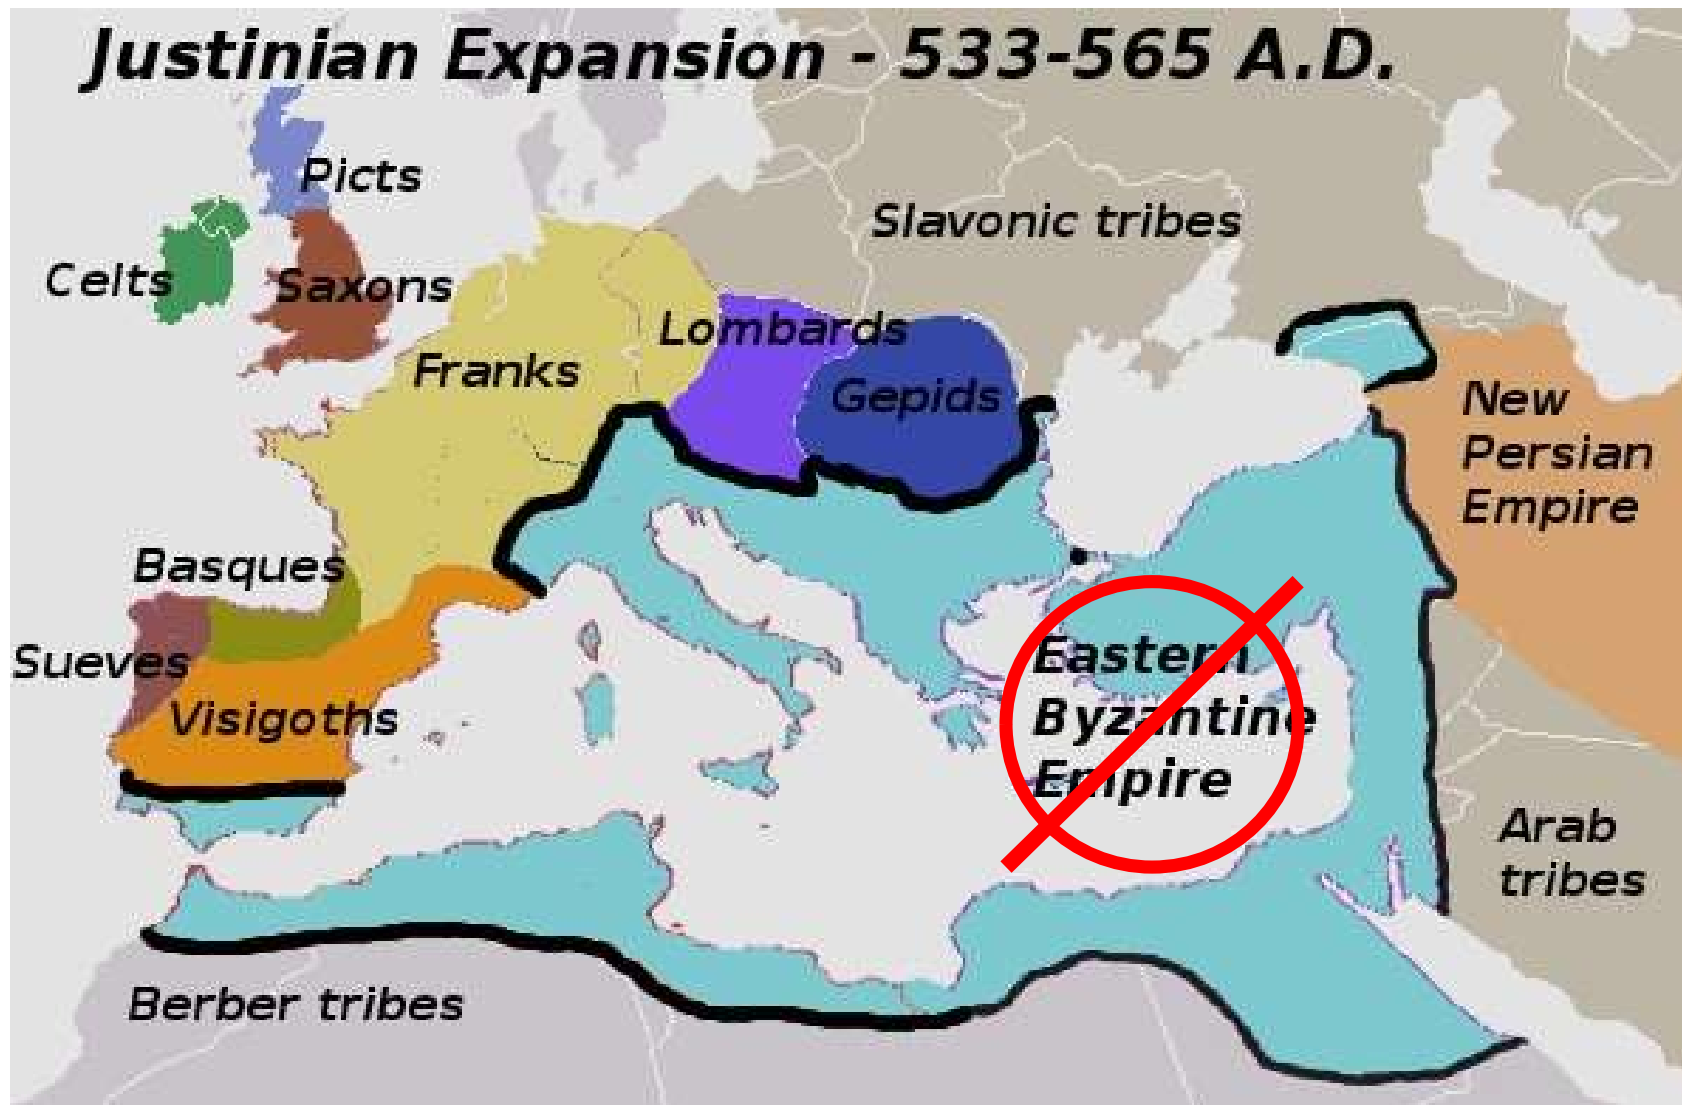 Justinian Expansion - 533-565 A.D.
Picts
Slavonic tribes
Celts
Saxons
Lombards
Franks
Gepids
New
Persian
Empire
Basques
Sueves
Visigoths
Eastern
Byzantine
Empire
Arab
tribes
Berber tribes